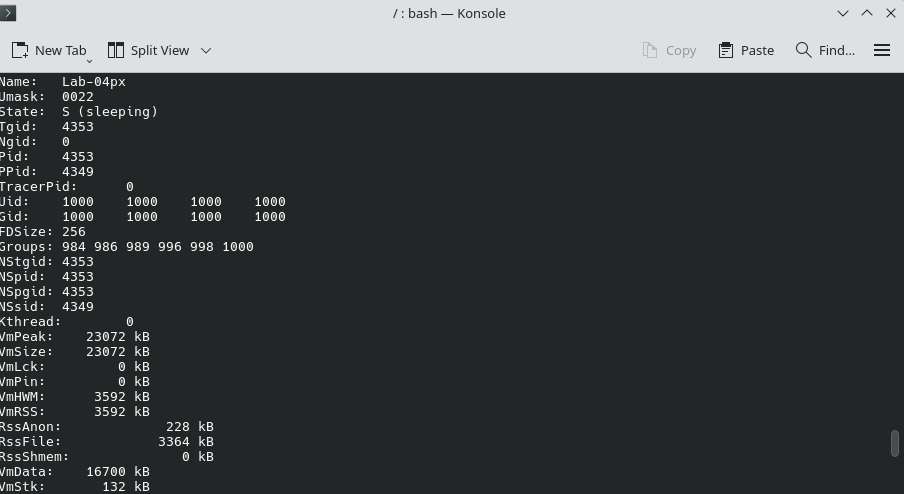 / : bash — Konsole
New Tab Split View Copy Paste Find...
Name: Lab-04px
Umask: 0022
State: S (sleeping)
Tgid: 4353
Ngid: 0
Pid: 4353
PPid: 4349
TracerPid: 0
Uid: 1000 1000 1000 1000
Gid: 1000 1000 1000 1000
FDSize: 256
Groups: 984 986 989 996 998 1000
NStgid: 4353
NSpid: 4353
NSpgid: 4353
NSsid: 4349
Kthread: 0
VmPeak: 23072 kB
VmSize: 23072 kB
VmLck: 0 kB
VmPin: 0 kB
VmHWM: 3592 kB
VmRSS: 3592 kB
RssAnon: 228 kB
RssFile: 3364 kB
RssShmem: 0 kB
VmData: 16700 kB
VmStk: 132 kB